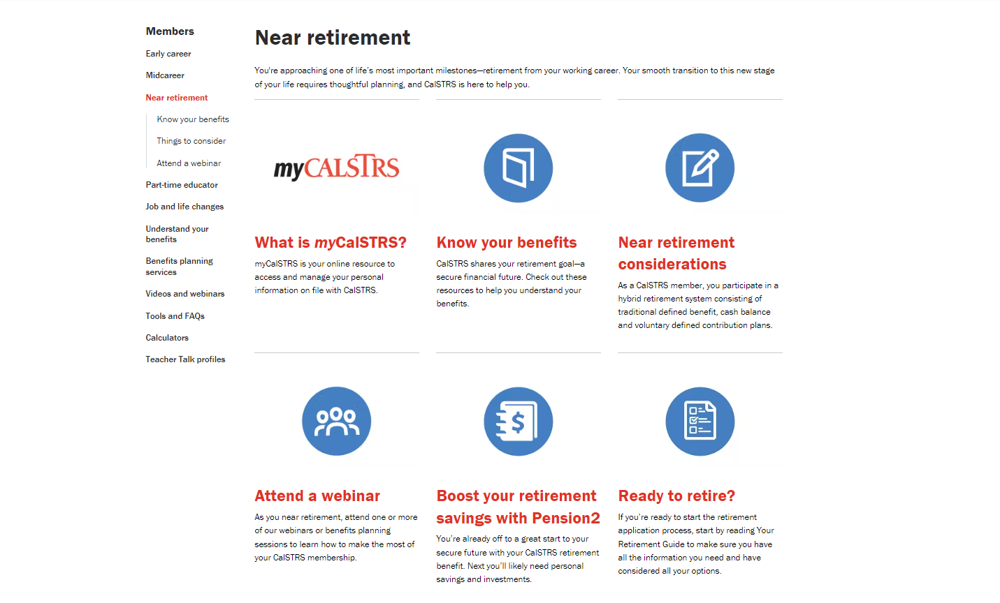 Members
Early career
Midcareer
Near retirement
Know your benefits
Things to consider
Attend a webinar
Part-time educator
Job and life changes
Understand your
benefits
Benefits planning
services
Videos and webinars
Tools and FAQs
Calculators
Teacher Talk profiles
Near retirement
You're approaching one of life’s most important milestones—retirement from your working career. Your smooth transition to this new stage
of your life requires thoughtful planning, and CalSTRS is here to help you.
myCALSTRS
What is myCalSTRS?
myCalSTRS is your online resource to
access and manage your personal
information on file with CalSTRS.
Know your benefits
CalSTRS shares your retirement goal—a
secure financial future. Check out these
resources to help you understand your
benefits.
Near retirement
considerations
As a CalSTRS member, you participate in a
hybrid retirement system consisting of
traditional defined benefit, cash balance
and voluntary defined contribution plans.
Attend a webinar
As you near retirement, attend one or more
of our webinars or benefits planning
sessions to learn how to make the most of
your CalSTRS membership.
$
Boost your retirement
savings with Pension2
You’re already off to a great start to your
secure future with your CalSTRS retirement
benefit. Next you’ll likely need personal
savings and investments.
Ready to retire?
If you’re ready to start the retirement
application process, start by reading Your
Retirement Guide to make sure you have
all the information you need and have
considered all your options.